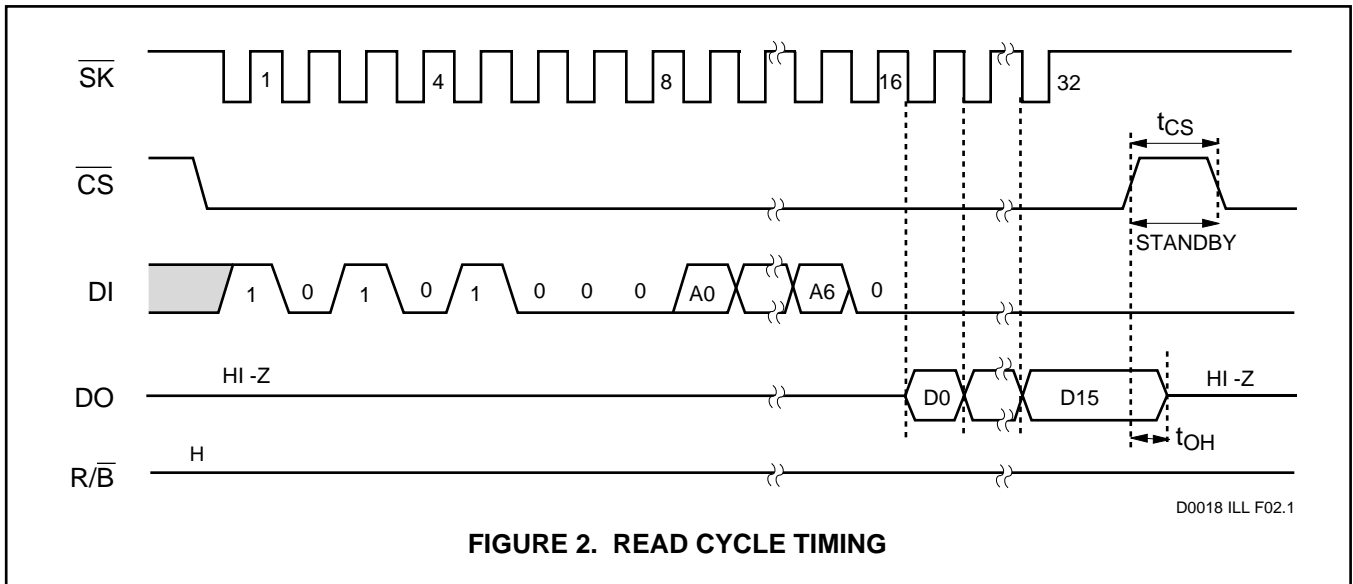 SK 1 4 8 16 32
tCS
CS
STANDBY
DI 1 0 1 0 1 0 0 0 A0 A6 0
HI -Z HI -Z
DO D0 D15
tOH
H
R/B
D0018 ILL F02.1
FIGURE 2. READ CYCLE TIMING